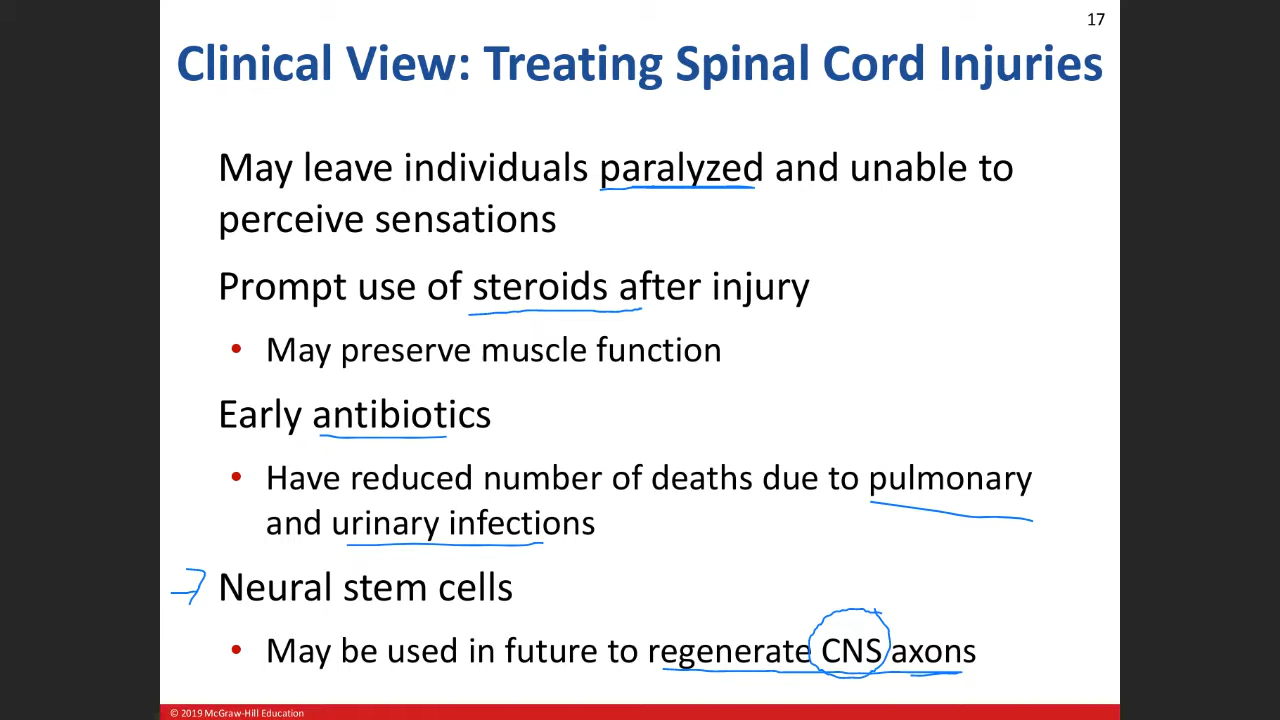 17
Clinical View: Treating Spinal Cord Injuries
May leave individuals paralyzed and unable to
perceive sensations
Prompt use of steroids after injury
• May preserve muscle function
Early antibiotics
• Have reduced number of deaths due to pulmonary
and urinary infections
Neural stem cells
• May be used in future to regenerate CNS axons
© 2019 McGraw-Hill Education